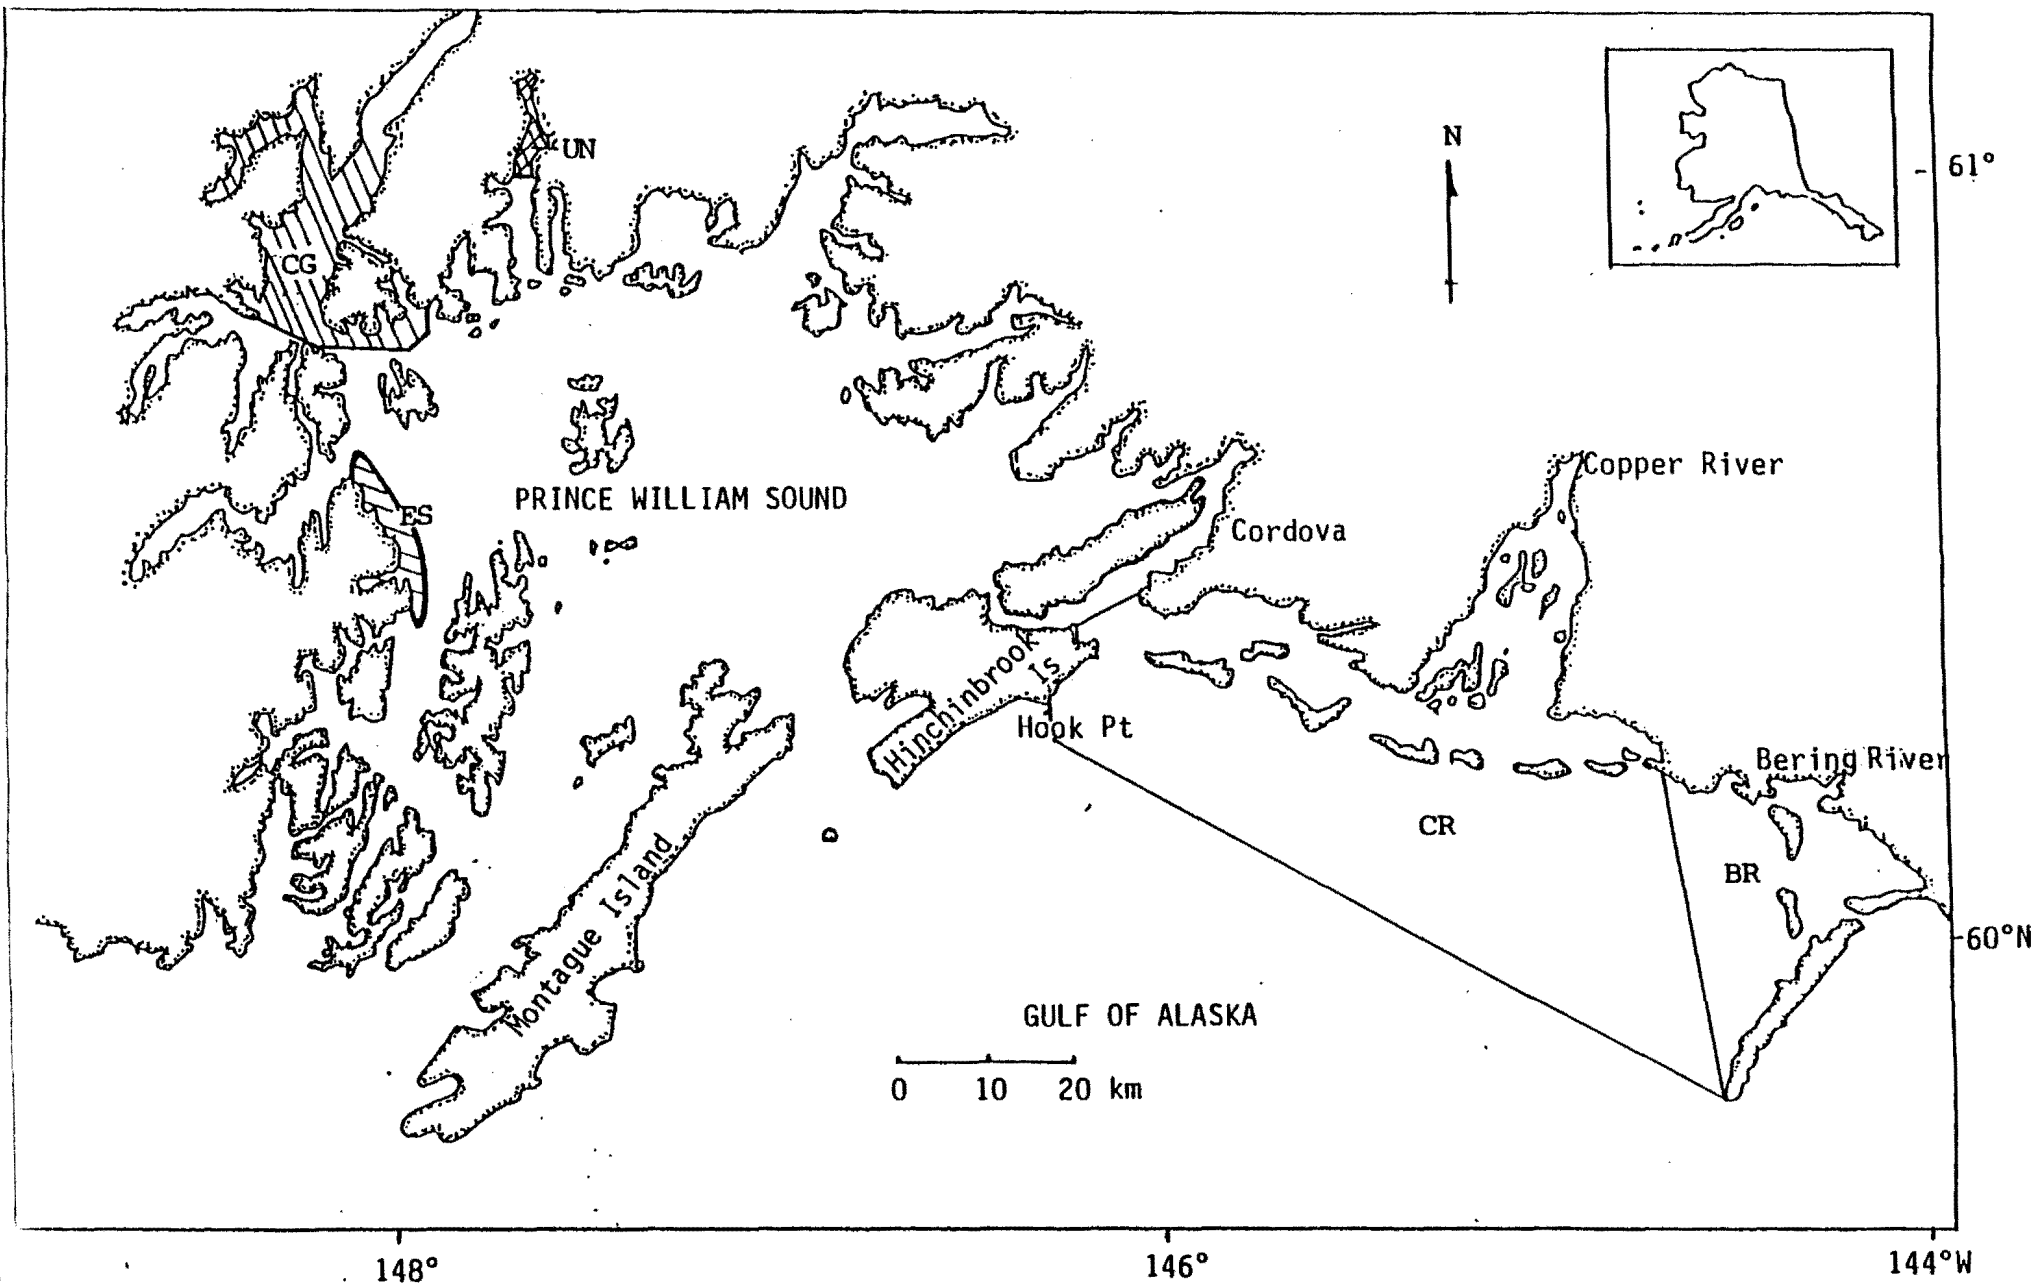 N
61°
UN
CG
Copper River
PRINCE WILLIAM SOUND
ES
Cordova
Hinchinbrook
Is
Hook Pt
Bering River
CR
BR
Montague Island
60°N
GULF OF ALASKA
0 10 20 km
148° 146° 144°W